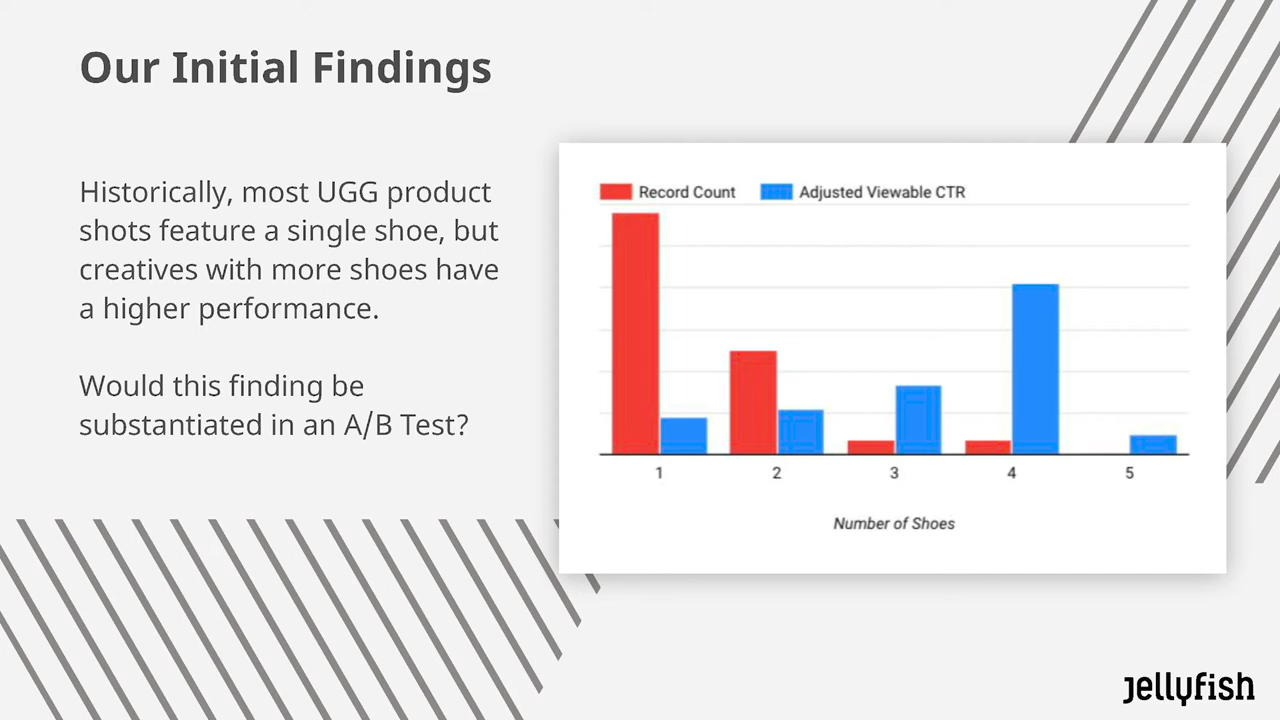 Our Initial Findings
Historically, most UGG product
shots feature a single shoe, but
creatives with more shoes have
a higher performance.
Would this finding be
substantiated in an A/B Test?
Record Count
Adjusted Viewable CTR
1
2
3
4
5
Number of Shoes
jellyfish